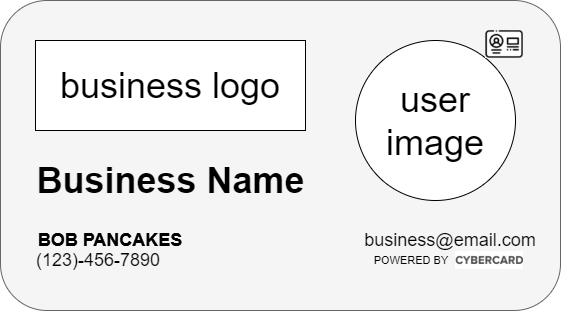 business logo
user
image
Business Name
BOB PANCAKES
(123)-456-7890
business@email.com
POWERED BY CYBERCARD